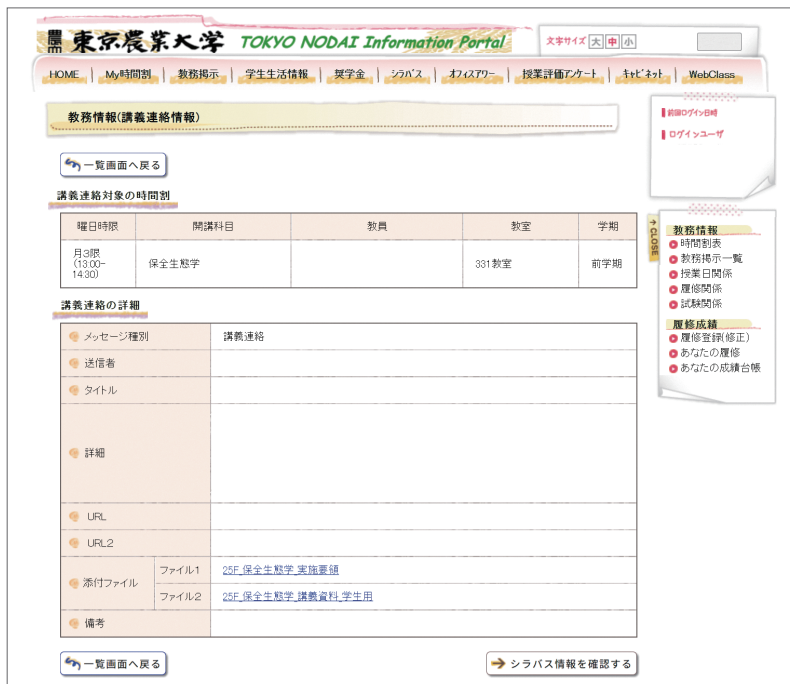 東京農業大学 TOKYO NODAI Information Portal
文字サイズ 大 中 小
HOME My時間割 教務掲示 学生生活情報 奨学金 シラバス オフィスアワー 授業評価アンケート キャビネット WebClass
教務情報(講義連絡情報)
前回ログイン日時
ログインユーザ
一覧画面へ戻る
講義連絡対象の時間割
曜日時限 開講科目 教員 教室 学期
月3限
(13:00-
14:30)
保全生態学 331教室 前学期
↑CLOSE
教務情報
時間割表
教務掲示一覧
授業日関係
履修関係
試験関係
履修成績
履修登録(修正)
あなたの履修
あなたの成績台帳
講義連絡の詳細
メッセージ種別 講義連絡
送信者
タイトル
詳細
URL
URL2
添付ファイル
ファイル1 25F_保全生態学_実施要領
ファイル2 25F_保全生態学_講義資料_学生用
備考
一覧画面へ戻る
シラバス情報を確認する